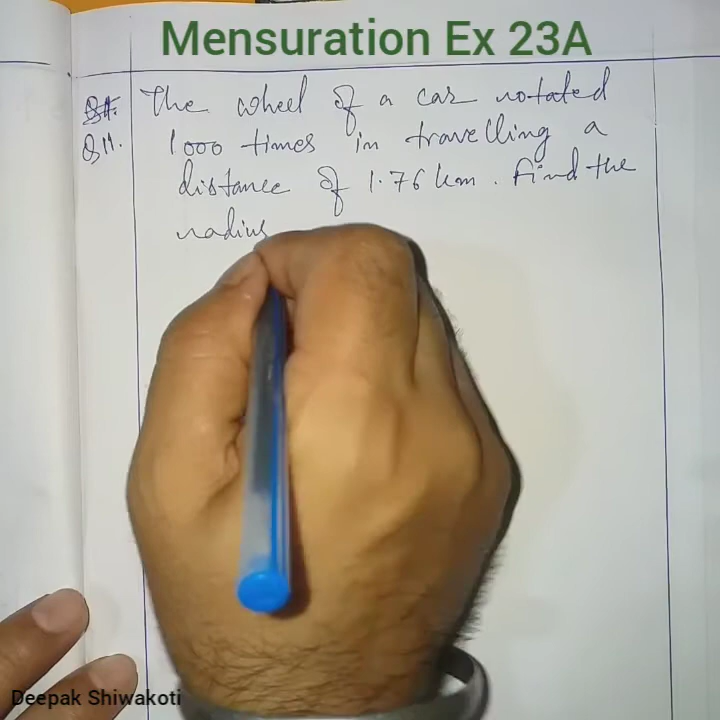 Mensuration Ex 23A
Q11. The wheel of a car rotated
1000 times in travelling a
distance of 1.76 km. Find the
radius
Deepak Shiwakoti